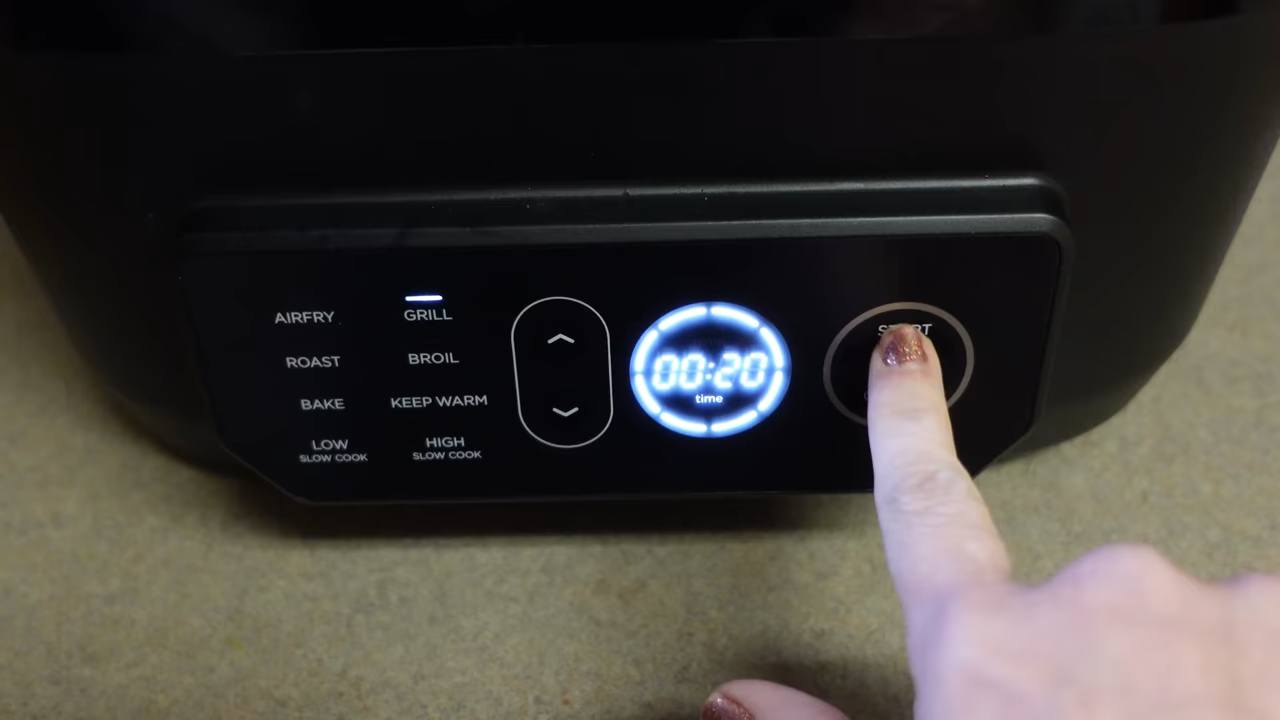 AIRFRY
GRILL
ROAST
BROIL
BAKE
KEEP WARM
LOW
SLOW COOK
HIGH
SLOW COOK
00:20
time